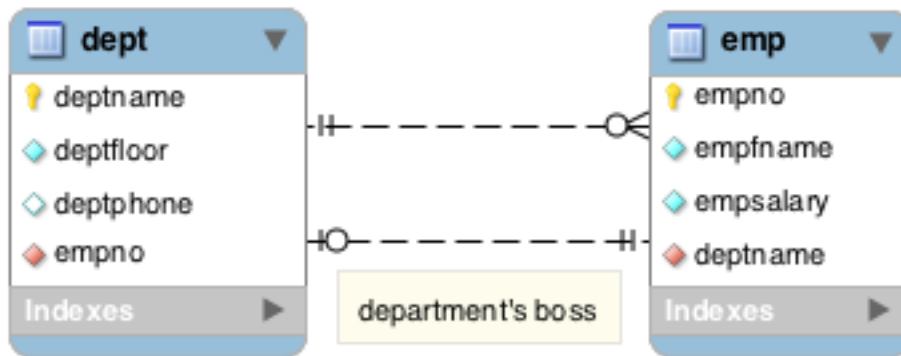 dept
deptname
deptfloor
deptphone
empno
Indexes
emp
empno
empfname
empsalary
deptname
Indexes
department's boss